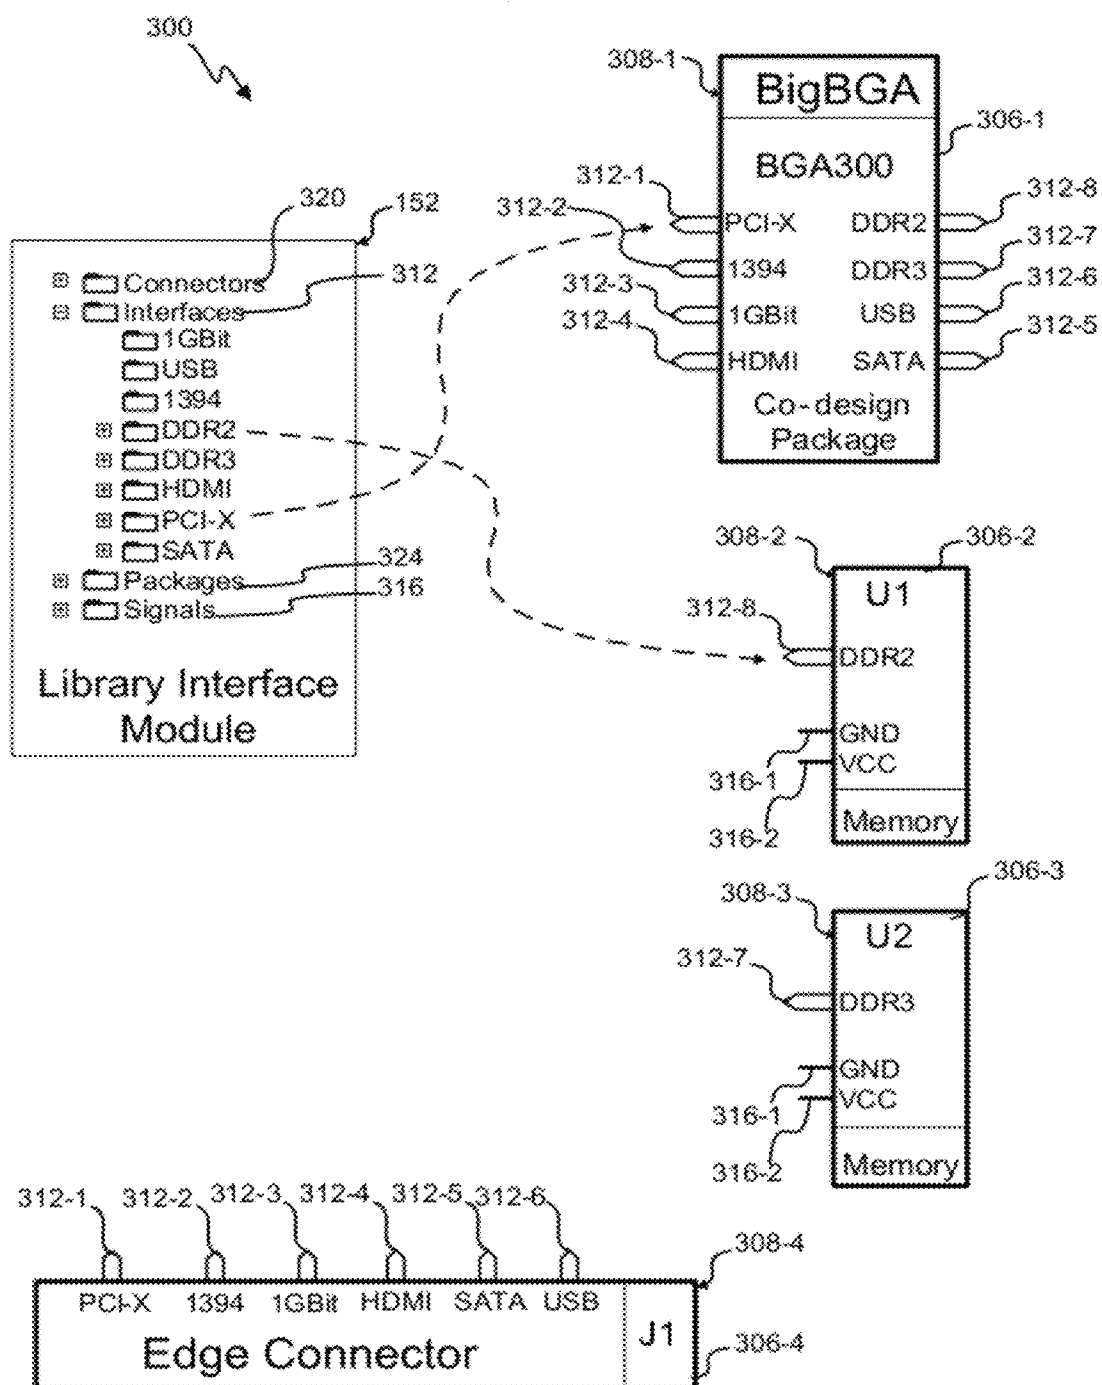 300
308-1
BigBGA
306-1
BGA300
312-1
312-2
312-3
312-4
PCI-X
1394
1GBit
HDMI
DDR2
DDR3
USB
SATA
312-8
312-7
312-6
312-5
Co-design
Package
320
152
312
Connectors
Interfaces
1GBit
USB
1394
DDR2
DDR3
HDMI
PCI-X
SATA
Packages
Signals
324
316
Library Interface
Module
308-2
306-2
U1
312-8
DDR2
GND
VCC
316-1
316-2
Memory
308-3
306-3
U2
312-7
DDR3
GND
VCC
316-1
316-2
Memory
312-1
312-2
312-3
312-4
312-5
312-6
308-4
PCI-X
1394
1GBit
HDMI
SATA
USB
J1
Edge Connector
306-4